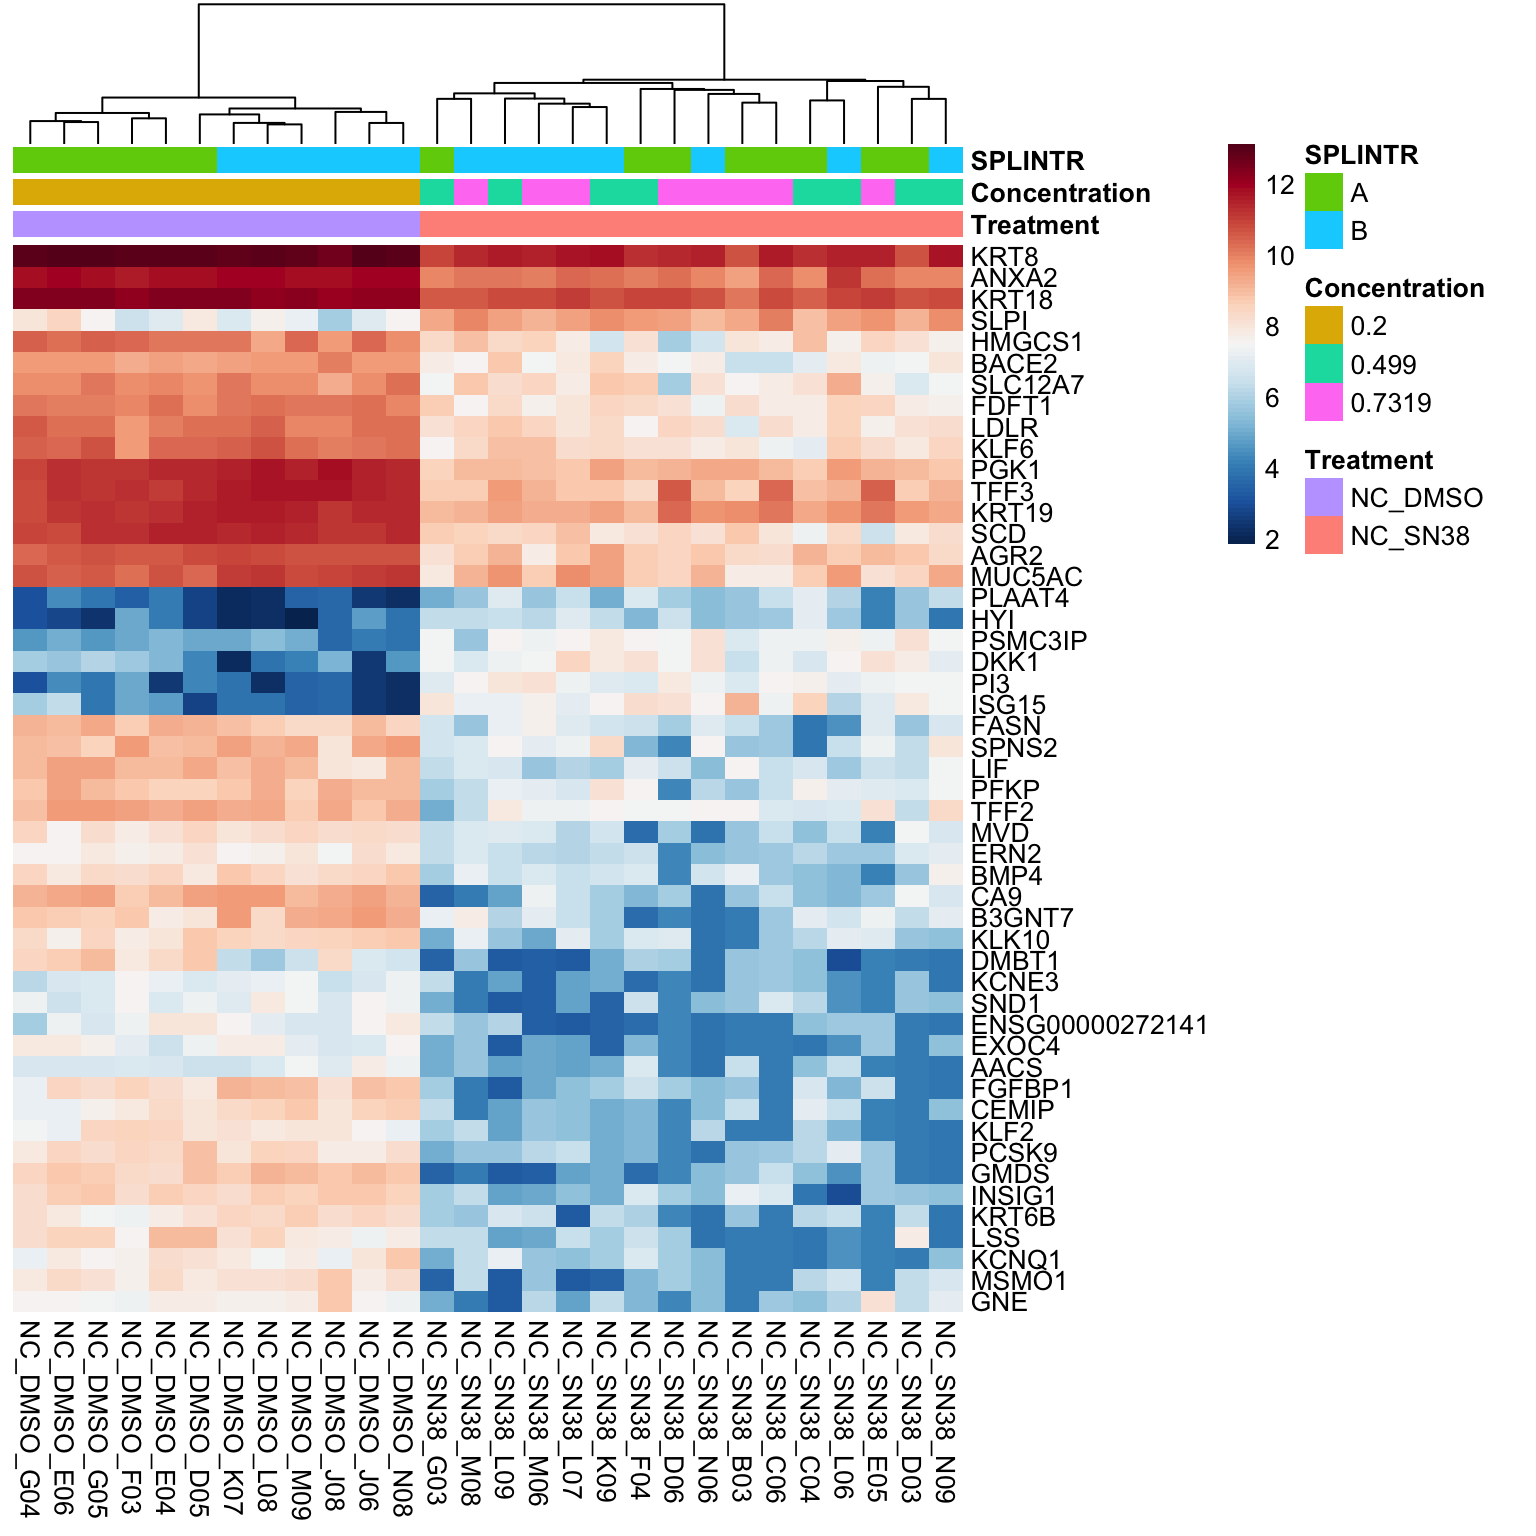 SPLINTR
Concentration
Treatment
KRT8
ANXA2
KRT18
SLPI
HMGCS1
BACE2
SLC12A7
FDFT1
LDLR
KLF6
PGK1
TFF3
KRT19
SCD
AGR2
MUC5AC
PLAAT4
HYI
PSMC3IP
DKK1
PI3
ISG15
FASN
SPNS2
LIF
PFKP
TFF2
MVD
ERN2
BMP4
CA9
B3GNT7
KLK10
DMBT1
KCNE3
SND1
ENSG00000272141
EXOC4
AACS
FGFBP1
CEMIP
KLF2
PCSK9
GMDS
INSIG1
KRT6B
LSS
KCNQ1
MSMO1
GNE
NC_DMSO_G04
NC_DMSO_E06
NC_DMSO_G05
NC_DMSO_F03
NC_DMSO_E04
NC_DMSO_D05
NC_DMSO_K07
NC_DMSO_L08
NC_DMSO_M09
NC_DMSO_J08
NC_DMSO_J06
NC_DMSO_N08
NC_SN38_G03
NC_SN38_M08
NC_SN38_L09
NC_SN38_M06
NC_SN38_L07
NC_SN38_K09
NC_SN38_F04
NC_SN38_D06
NC_SN38_N06
NC_SN38_B03
NC_SN38_C06
NC_SN38_C04
NC_SN38_L06
NC_SN38_E05
NC_SN38_D03
NC_SN38_N09
12
10
8
6
4
2
SPLINTR
A
B
Concentration
0.2
0.499
0.7319
Treatment
NC_DMSO
NC_SN38